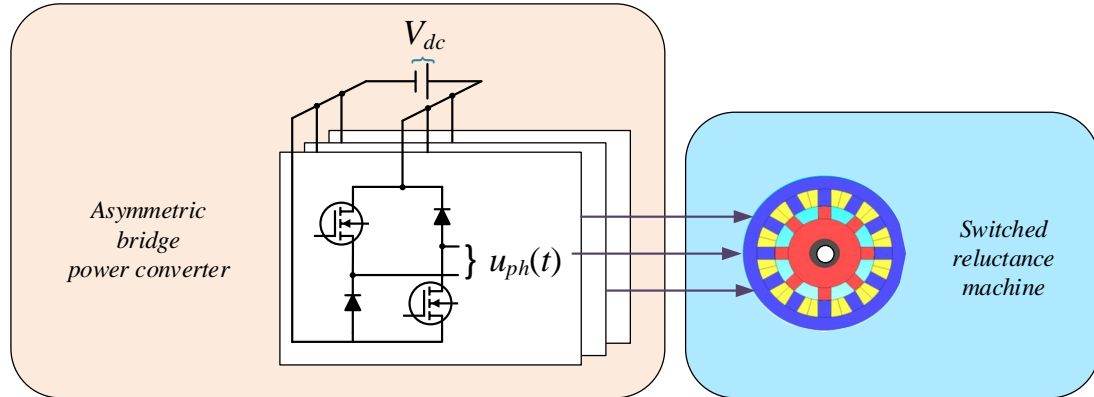 V_dc
Asymmetric
bridge
power converter
} u_ph(t)
Switched
reluctance
machine